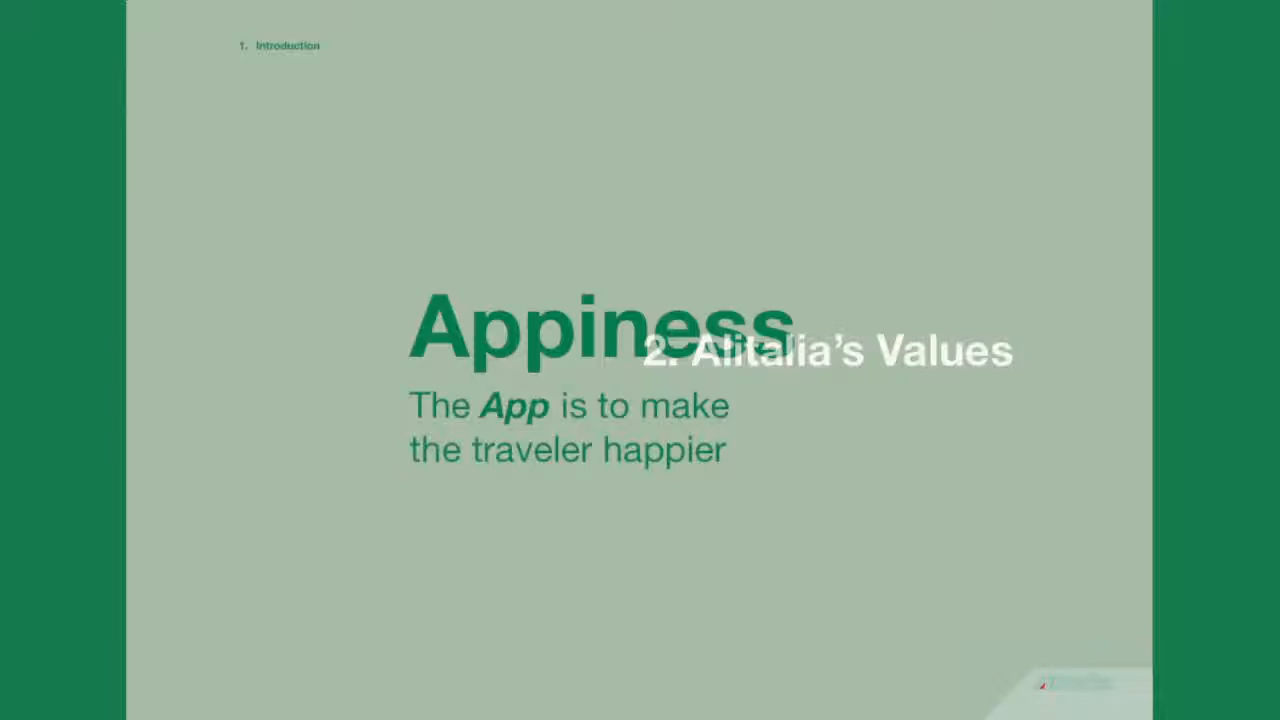 1. Introduction
Appiness
2. Alitalia's Values
The App is to make
the traveler happier